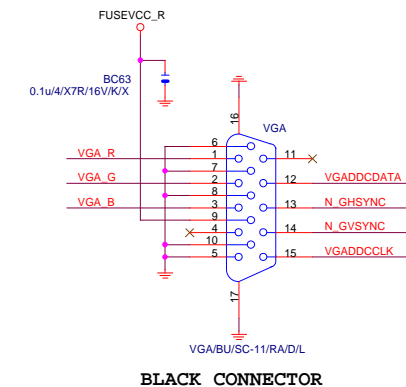 FUSEVCC_R
BC63
0.1u/4/X7R/16V/K/X
16
VGA
6
VGA_R 1 11
7
VGA_G 2 12 VGADDCDATA
8
VGA_B 3 13 N_GHSYNC
9
4 14 N_GVSYNC
10
5 15 VGADDCCLK
17
VGA/BU/SC-11/RA/D/L
BLACK CONNECTOR